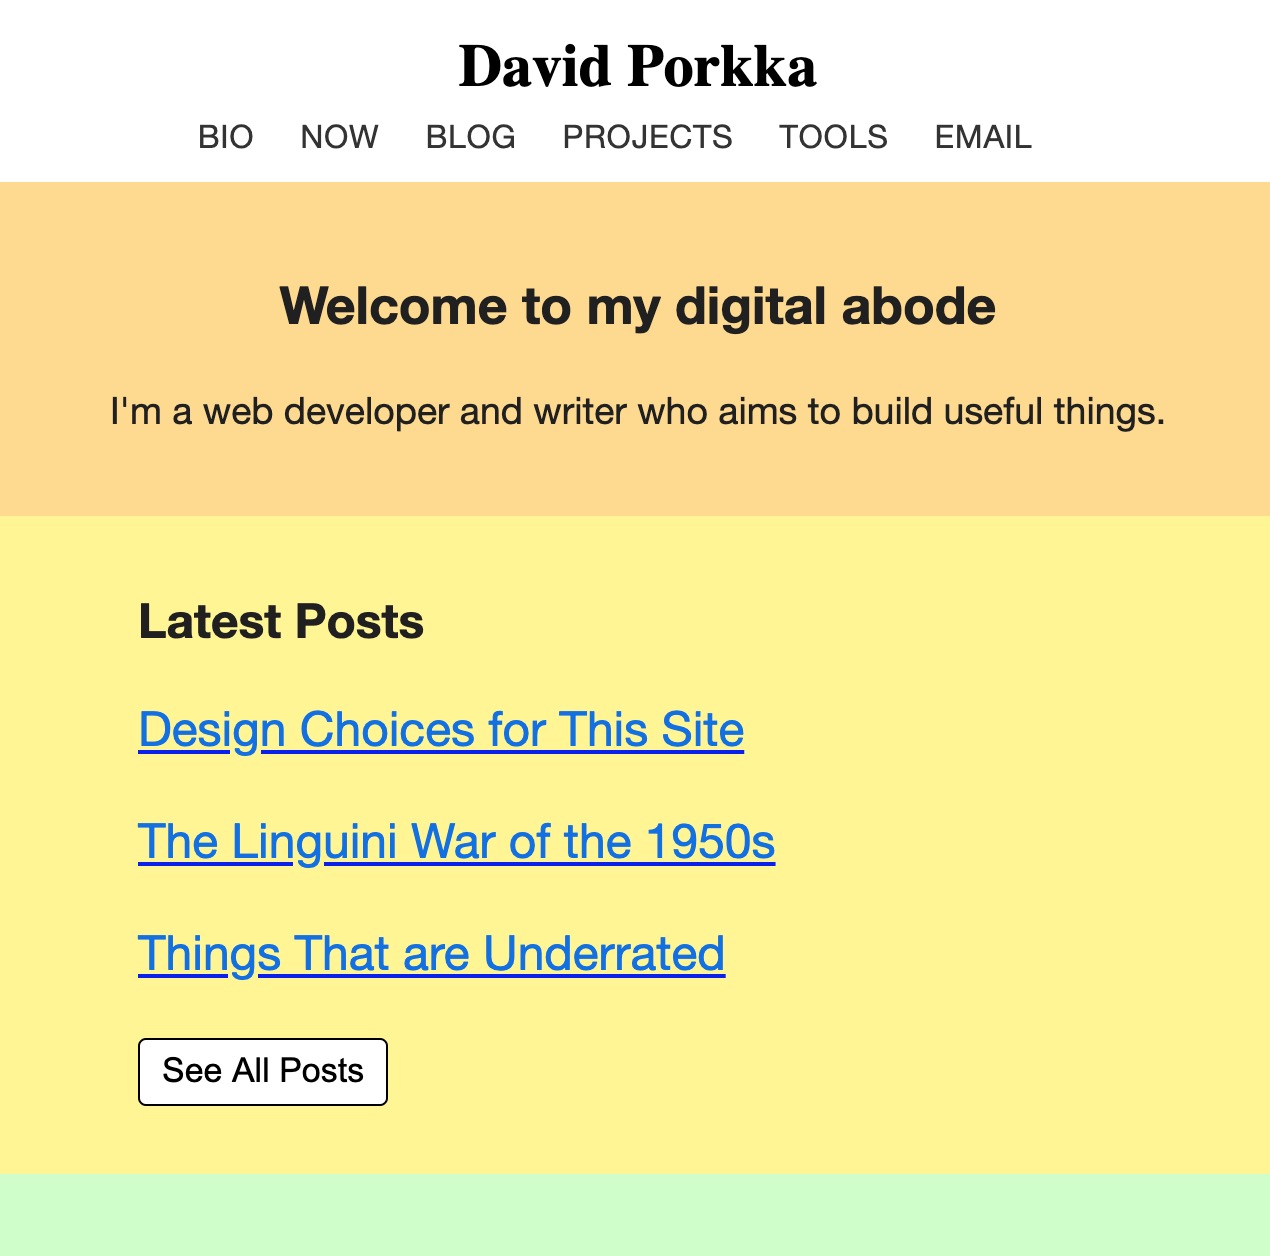 David Porkka
BIO NOW BLOG PROJECTS TOOLS EMAIL
Welcome to my digital abode
I'm a web developer and writer who aims to build useful things.
Latest Posts
Design Choices for This Site
The Linguini War of the 1950s
Things That are Underrated
See All Posts